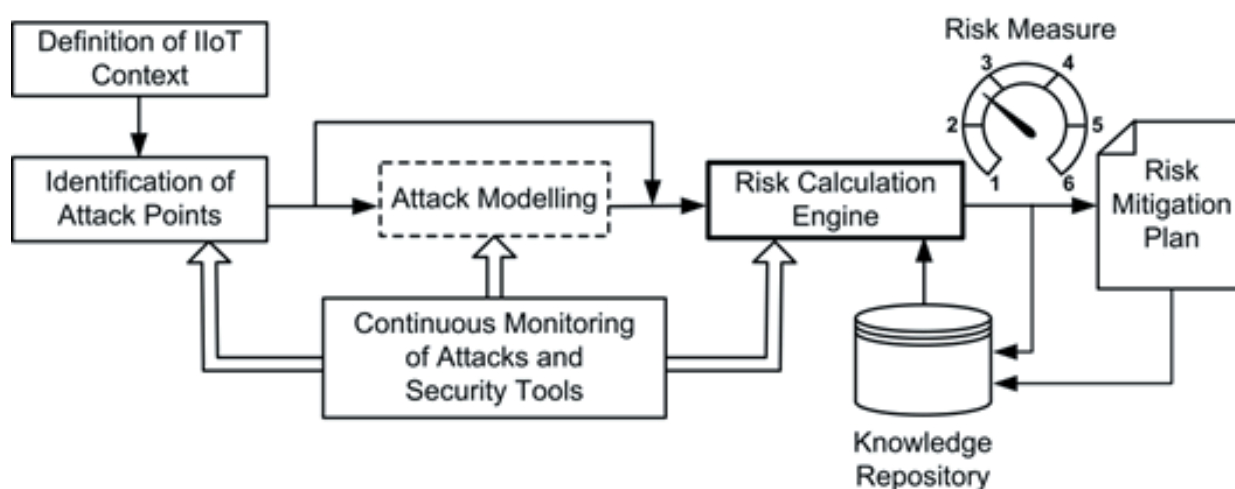 Definition of IIoT
Context
Identification of
Attack Points
Attack Modelling
Continuous Monitoring
of Attacks and
Security Tools
Risk Calculation
Engine
Risk Measure
1
2
3
4
5
6
Risk
Mitigation
Plan
Knowledge
Repository